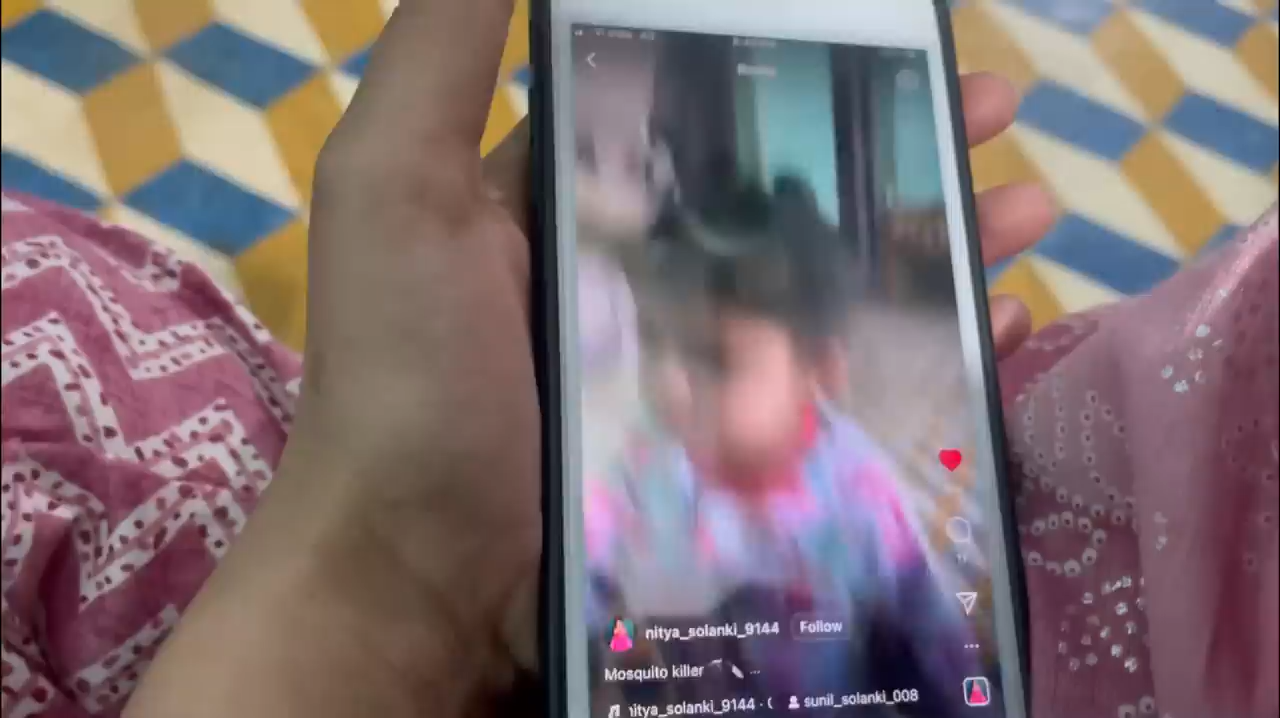 nitya_solanki_9144 Follow
Mosquito killer ...
nitya_solanki_9144 · sunil_solanki_008